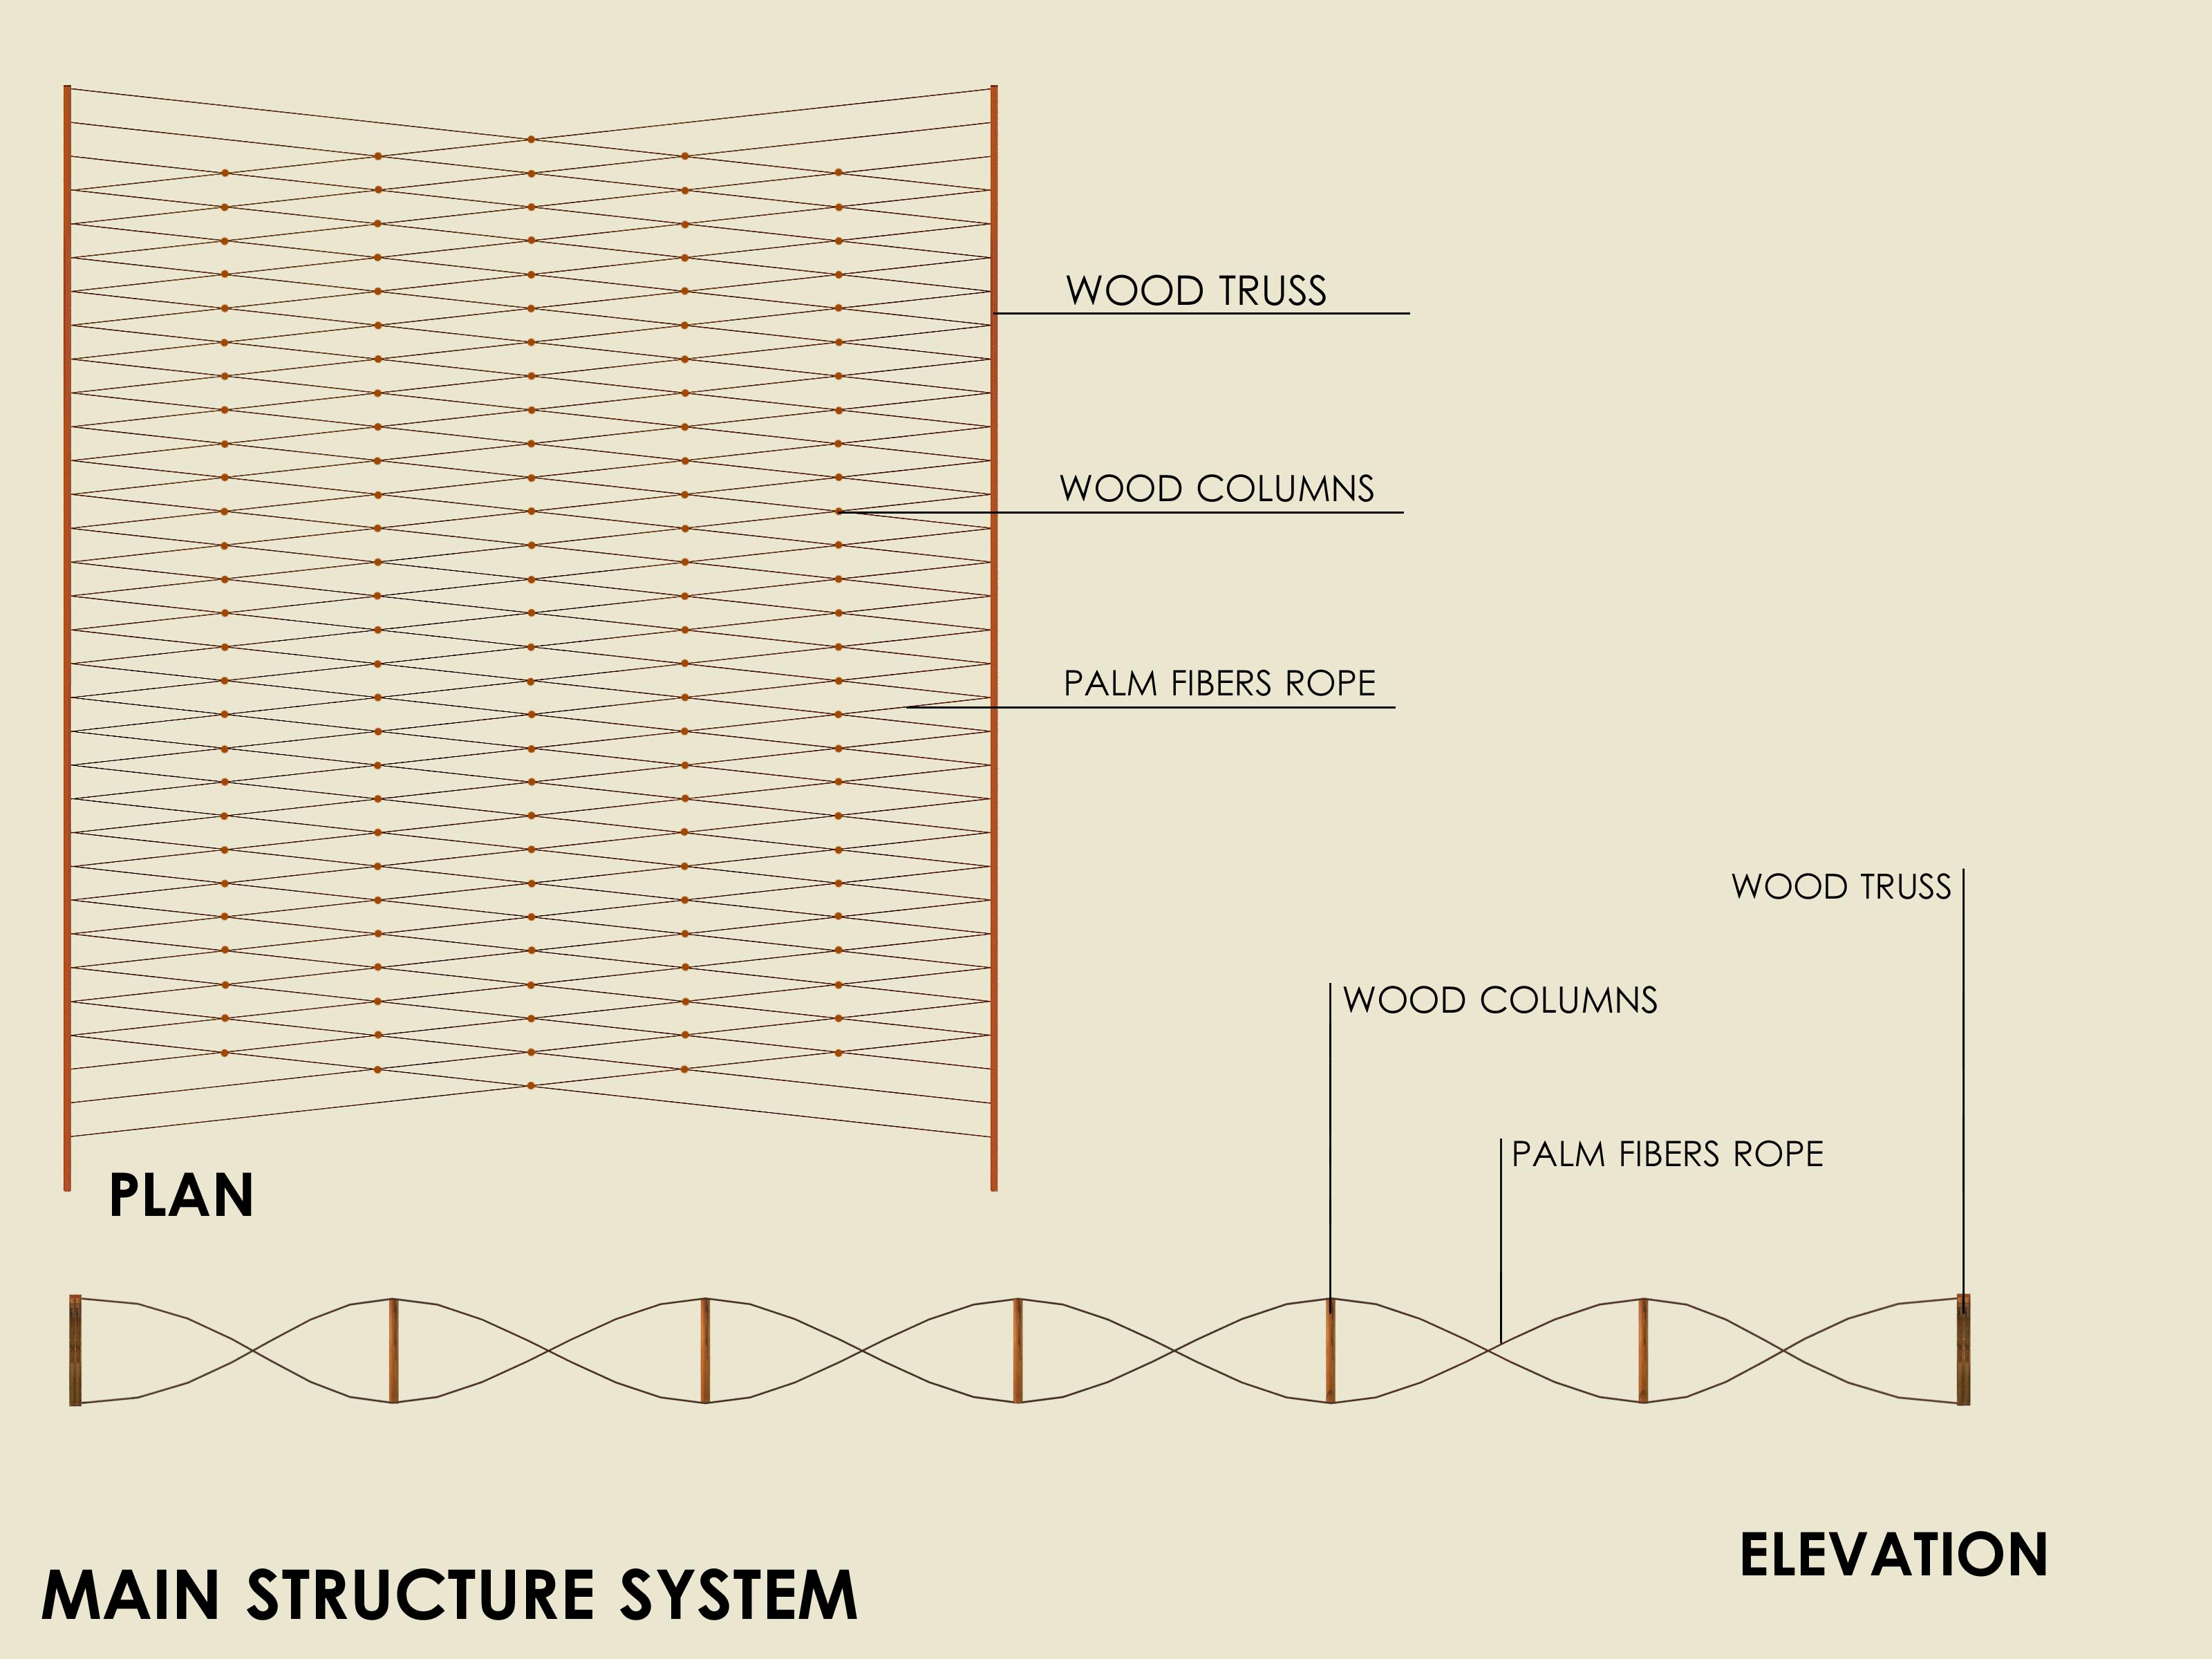 WOOD TRUSS
WOOD COLUMNS
PALM FIBERS ROPE
PLAN
WOOD TRUSS
WOOD COLUMNS
PALM FIBERS ROPE
ELEVATION
MAIN STRUCTURE SYSTEM